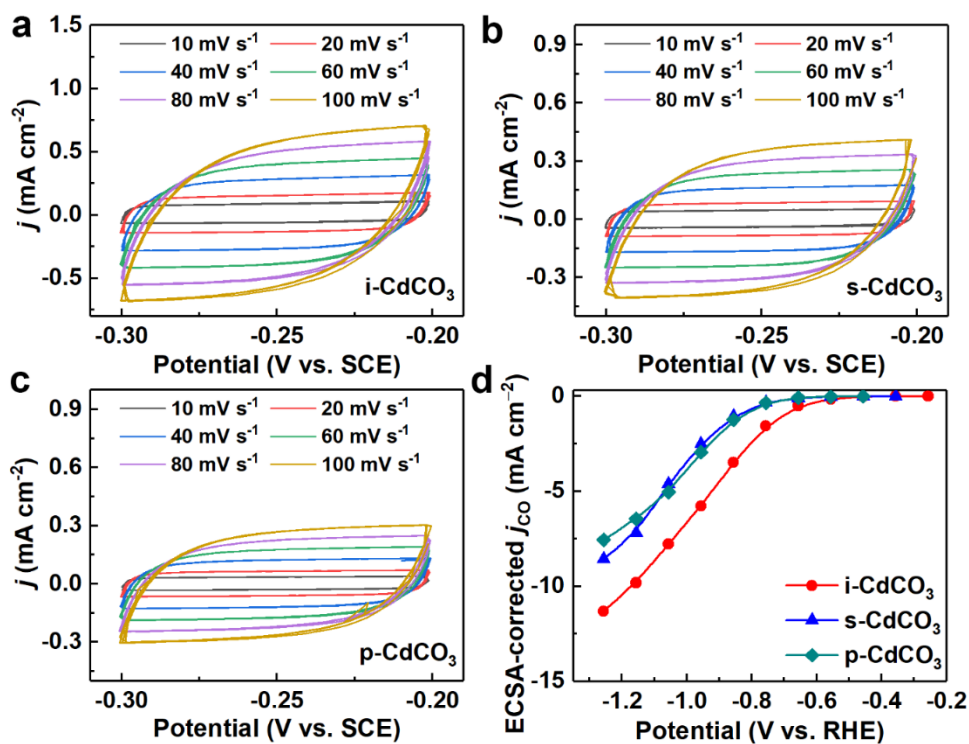 a
1.5
1.0
0.5
0.0
-0.5
j (mA cm⁻²)
10 mV s⁻¹ 20 mV s⁻¹
40 mV s⁻¹ 60 mV s⁻¹
80 mV s⁻¹ 100 mV s⁻¹
i-CdCO₃
-0.30 -0.25 -0.20
Potential (V vs. SCE)
b
0.9
0.6
0.3
0.0
-0.3
j (mA cm⁻²)
10 mV s⁻¹ 20 mV s⁻¹
40 mV s⁻¹ 60 mV s⁻¹
80 mV s⁻¹ 100 mV s⁻¹
s-CdCO₃
-0.30 -0.25 -0.20
Potential (V vs. SCE)
c
0.9
0.6
0.3
0.0
-0.3
j (mA cm⁻²)
10 mV s⁻¹ 20 mV s⁻¹
40 mV s⁻¹ 60 mV s⁻¹
80 mV s⁻¹ 100 mV s⁻¹
p-CdCO₃
-0.30 -0.25 -0.20
Potential (V vs. SCE)
d
0
-5
-10
-15
ECSA-corrected j_CO (mA cm⁻²)
i-CdCO₃
s-CdCO₃
p-CdCO₃
-1.2 -1.0 -0.8 -0.6 -0.4 -0.2
Potential (V vs. RHE)